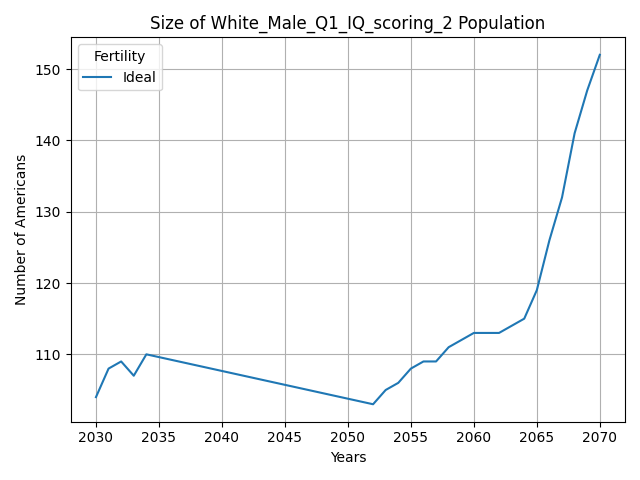 Size of White_Male_Q1_IQ_scoring_2 Population
Fertility
Ideal
Number of Americans
150
140
130
120
110
2030 2035 2040 2045 2050 2055 2060 2065 2070
Years